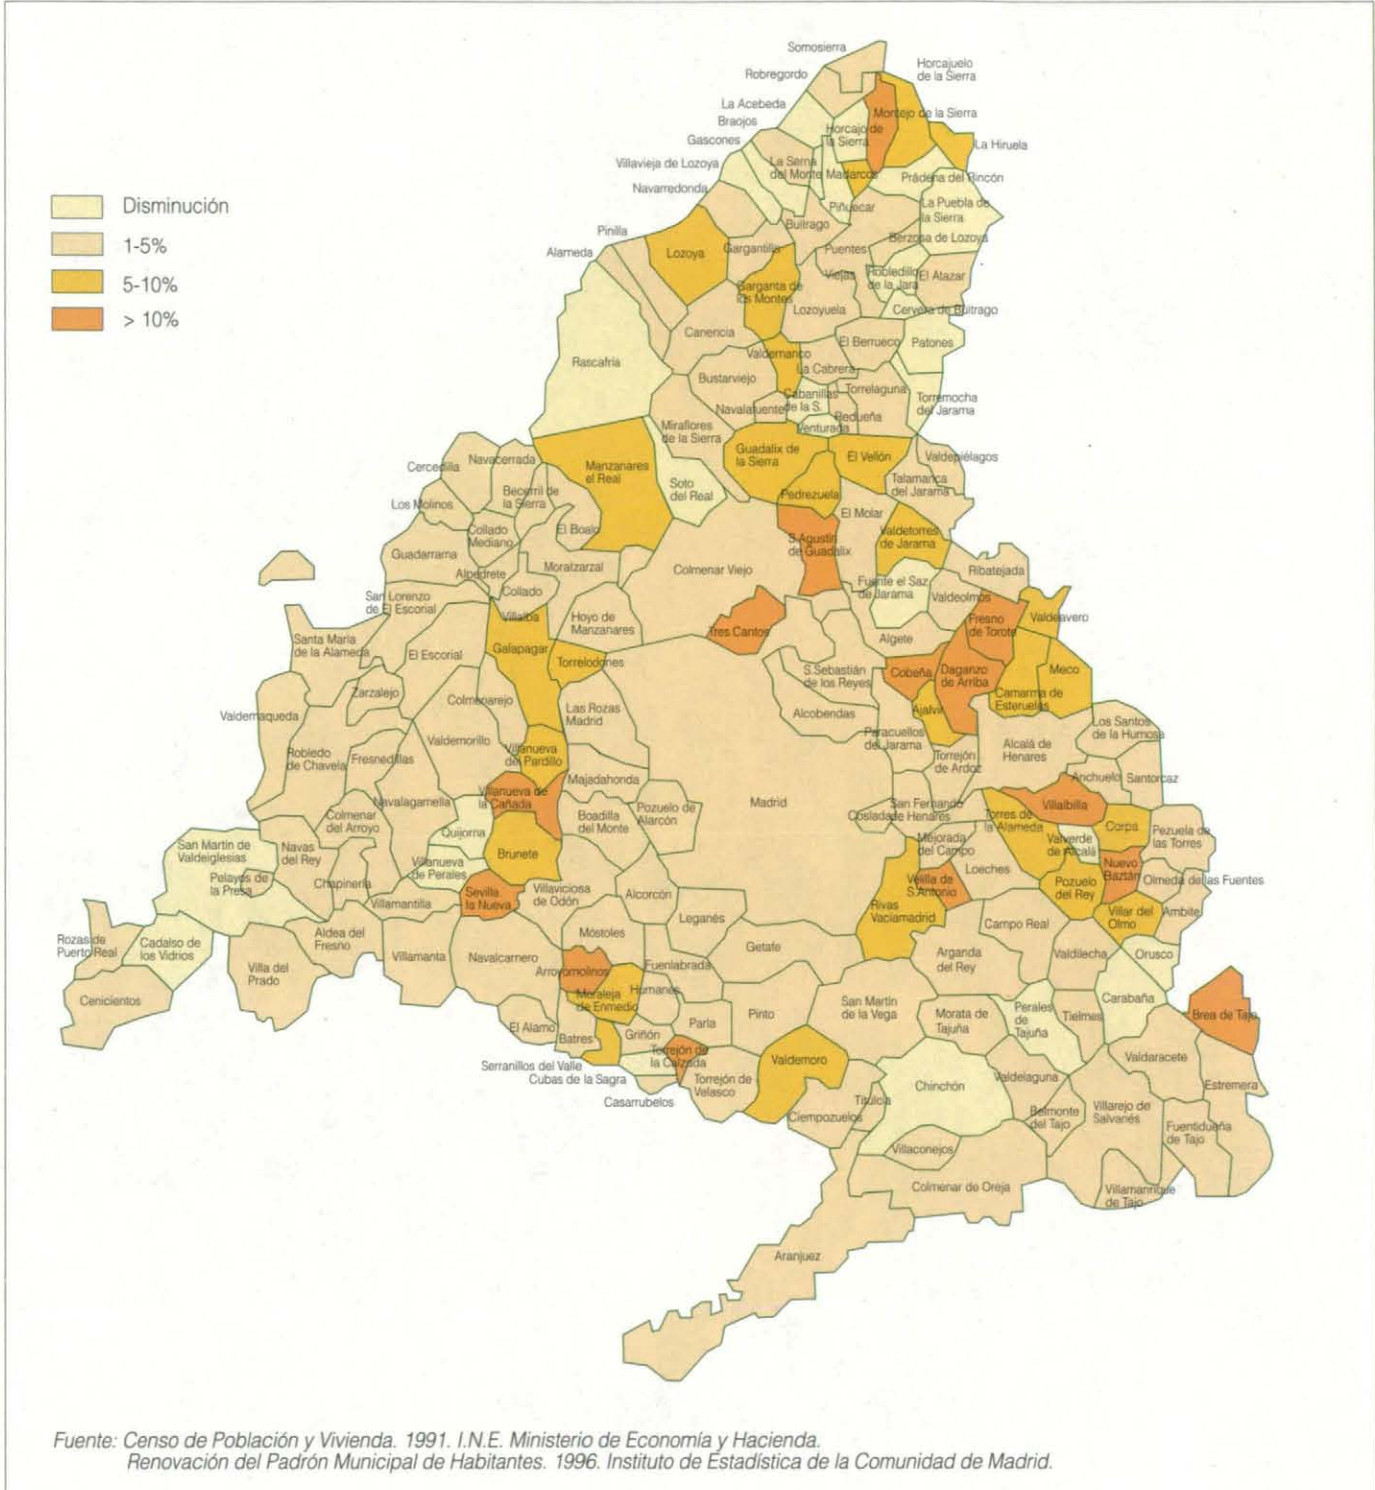 Somosierra
Horcajuelo
de la Sierra
Robregordo
La Acebeda
Montejo de la Sierra
Braojos
Horcajo de
la Sierra
Gascones
La Hiruela
Villavieja de Lozoya
La Serna
del Monte
Madarcos
Prádena del Rincón
Navarredonda
Disminución
1-5%
5-10%
> 10%
Piñuecar
La Puebla de
la Sierra
Buitrago
Pinilla
Berzosa de Lozoya
Alameda
Lozoya
Gargantilla
Puentes
Viejas
Robledillo
de la Jara
El Atazar
Garganta de
los Montes
Lozoyuela
Cervera de Buitrago
Canencia
El Berrueco
Patones
Rascafría
Valdemanco
La Cabrera
Bustarviejo
Cabanillas
de la S.
Torrelaguna
Torremocha
del Jarama
Navalafuente
Redueña
Venturada
Miraflores
de la Sierra
Guadalix de
la Sierra
El Vellón
Valdepiélagos
Cercedilla
Navacerrada
Manzanares
el Real
Soto
del Real
Talamanca
del Jarama
Becerril de
la Sierra
Pedrezuela
Los Molinos
El Molar
Collado
Mediano
El Boalo
Valdetorres
de Jarama
S.Agustín
de Guadalix
Guadarrama
Moralzarzal
Colmenar Viejo
Ribatejada
Alpedrete
Fuente el Saz
de Jarama
San Lorenzo
de El Escorial
Collado
Villalba
Valdeolmos
Hoyo de
Manzanares
Fresno
de Torote
Valdeavero
Tres Cantos
Santa Maria
de la Alameda
Algete
El Escorial
Galapagar
Torrelodones
S.Sebastián
de los Reyes
Cobeña
Daganzo
de Arriba
Meco
Zarzalejo
Colmenarejo
Camarma de
Esteruelas
Valdemaqueda
Las Rozas
Madrid
Alcobendas
Ajalvir
Los Santos
de la Humosa
Paracuellos
del Jarama
Valdemorillo
Robledo
de Chavela
Fresnedillas
Villanueva
del Pardillo
Torrejón
de Ardoz
Alcalá de
Henares
Majadahonda
Anchuelo
Santorcaz
Villanueva de
la Cañada
Madrid
Navalagamella
San Fernando
de Henares
Coslada
Villalbilla
Colmenar
del Arroyo
Boadilla
del Monte
Pozuelo de
Alarcón
Torres de
la Alameda
Corpa
Pezuela de
las Torres
Quijorna
Mejorada
del Campo
Valverde
de Alcalá
San Martín de
Valdeiglesias
Navas
del Rey
Brunete
Villanueva
de Perales
Loeches
Nuevo
Baztán
Pelayos de
la Presa
Chapinería
Velilla de
S.Antonio
Pozuelo
del Rey
Olmeda de las Fuentes
Sevilla
la Nueva
Villaviciosa
de Odón
Alcorcón
Villamantilla
Rivas
Vaciamadrid
Villar del
Olmo
Ambite
Leganés
Campo Real
Rozas de
Puerto Real
Cadalso de
los Vidrios
Aldea del
Fresno
Móstoles
Getafe
Villamanta
Navalcarnero
Arganda
del Rey
Valdilecha
Orusco
Villa del
Prado
Arroyomolinos
Fuenlabrada
Cenicientos
Moraleja
de Enmedio
Humanes
Carabaña
San Martín
de la Vega
Morata de
Tajuña
Perales
de
Tajuña
Tielmes
Brea de Tajo
Pinto
El Alamo
Parla
Batres
Griñón
Torrejón de
la Calzada
Valdemoro
Valdaracete
Serranillos del Valle
Cubas de la Sagra
Torrejón de
Velasco
Chinchón
Valdelaguna
Estremera
Casarrubelos
Titulcia
Ciempozuelos
Belmonte
del Tajo
Villarejo de
Salvanés
Fuentidueña
de Tajo
Villaconejos
Colmenar de Oreja
Villamanrique
de Tajo
Aranjuez
Fuente: Censo de Población y Vivienda. 1991. I.N.E. Ministerio de Economía y Hacienda.
Renovación del Padrón Municipal de Habitantes. 1996. Instituto de Estadística de la Comunidad de Madrid.